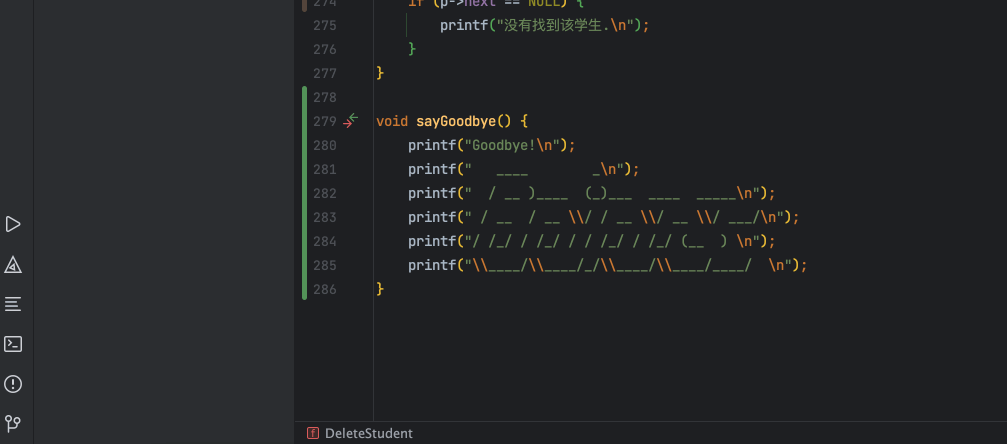 274 if (p->next == NULL) {
275 printf("没有找到该学生.\n");
276 }
277 }
278
279 void sayGoodbye() {
280 printf("Goodbye!\n");
281 printf("   ____        _\n");
282 printf("  / __ )____  (_)___  ____  _____\n");
283 printf(" / __  / __ \\/ / __ \\/ __ \\/ ___/\n");
284 printf("/ /_/ / /_/ / / /_/ / /_/ (__  ) \n");
285 printf("\\____/\\____/_/\\____/\\____/____/  \n");
286 }
f DeleteStudent